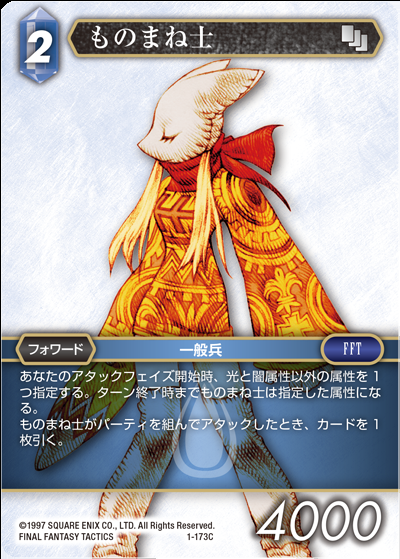 2
ものまね士
フォワード
一般兵
FFT
あなたのアタックフェイズ開始時、光と闇属性以外の属性を1
つ指定する。ターン終了時までものまね士は指定した属性にな
る。
ものまね士がパーティを組んでアタックしたとき、カードを1
枚引く。
©1997 SQUARE ENIX CO., LTD. All Rights Reserved.
FINAL FANTASY TACTICS
1-173C
4000